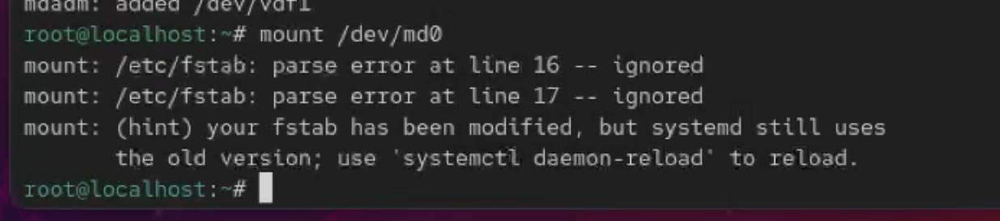 mdadm: added /dev/vdf1
root@localhost:~# mount /dev/md0
mount: /etc/fstab: parse error at line 16 -- ignored
mount: /etc/fstab: parse error at line 17 -- ignored
mount: (hint) your fstab has been modified, but systemd still uses
the old version; use 'systemctl daemon-reload' to reload.
root@localhost:~#